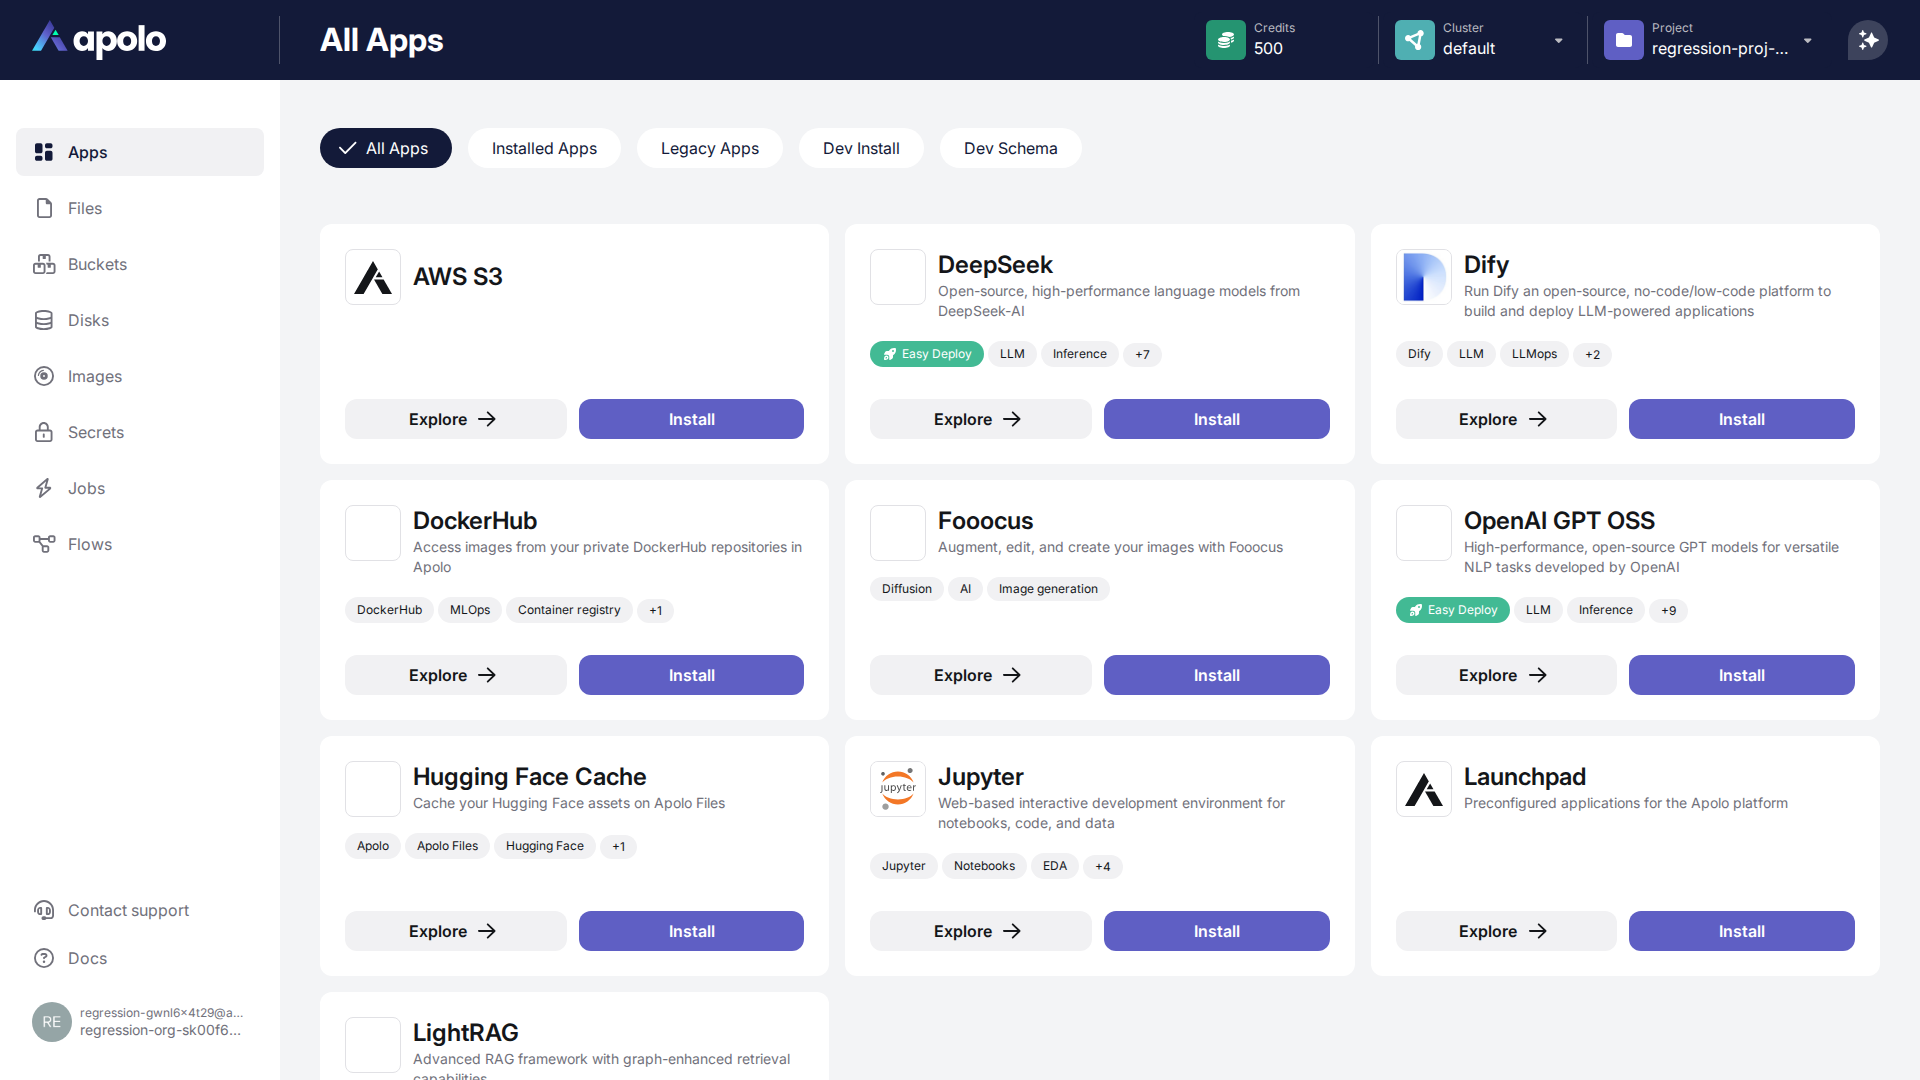 apolo
All Apps
Credits
500
Cluster
default
Project
regression-proj-...
Apps
Files
Buckets
Disks
Images
Secrets
Jobs
Flows
Contact support
Docs
RE
regression-gwnl6x4t29@a...
regression-org-sk00f6...
All Apps
Installed Apps
Legacy Apps
Dev Install
Dev Schema
AWS S3
Explore
Install
DeepSeek
Open-source, high-performance language models from
DeepSeek-AI
Easy Deploy
LLM
Inference
+7
Explore
Install
Dify
Run Dify an open-source, no-code/low-code platform to
build and deploy LLM-powered applications
Dify
LLM
LLMops
+2
Explore
Install
DockerHub
Access images from your private DockerHub repositories in
Apolo
DockerHub
MLOps
Container registry
+1
Explore
Install
Fooocus
Augment, edit, and create your images with Fooocus
Diffusion
AI
Image generation
Explore
Install
OpenAI GPT OSS
High-performance, open-source GPT models for versatile
NLP tasks developed by OpenAI
Easy Deploy
LLM
Inference
+9
Explore
Install
Hugging Face Cache
Cache your Hugging Face assets on Apolo Files
Apolo
Apolo Files
Hugging Face
+1
Explore
Install
jupyter
Jupyter
Web-based interactive development environment for
notebooks, code, and data
Jupyter
Notebooks
EDA
+4
Explore
Install
Launchpad
Preconfigured applications for the Apolo platform
Explore
Install
LightRAG
Advanced RAG framework with graph-enhanced retrieval
capabilities